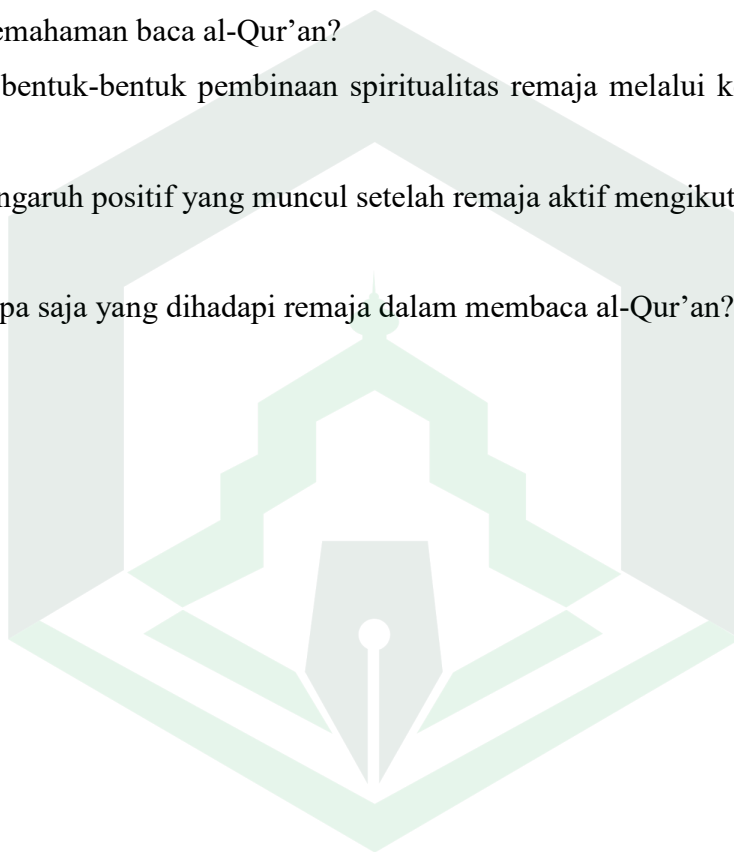 emahaman baca al-Qur’an?
bentuk-bentuk pembinaan spiritualitas remaja melalui k
ngaruh positif yang muncul setelah remaja aktif mengikut
pa saja yang dihadapi remaja dalam membaca al-Qur’an?